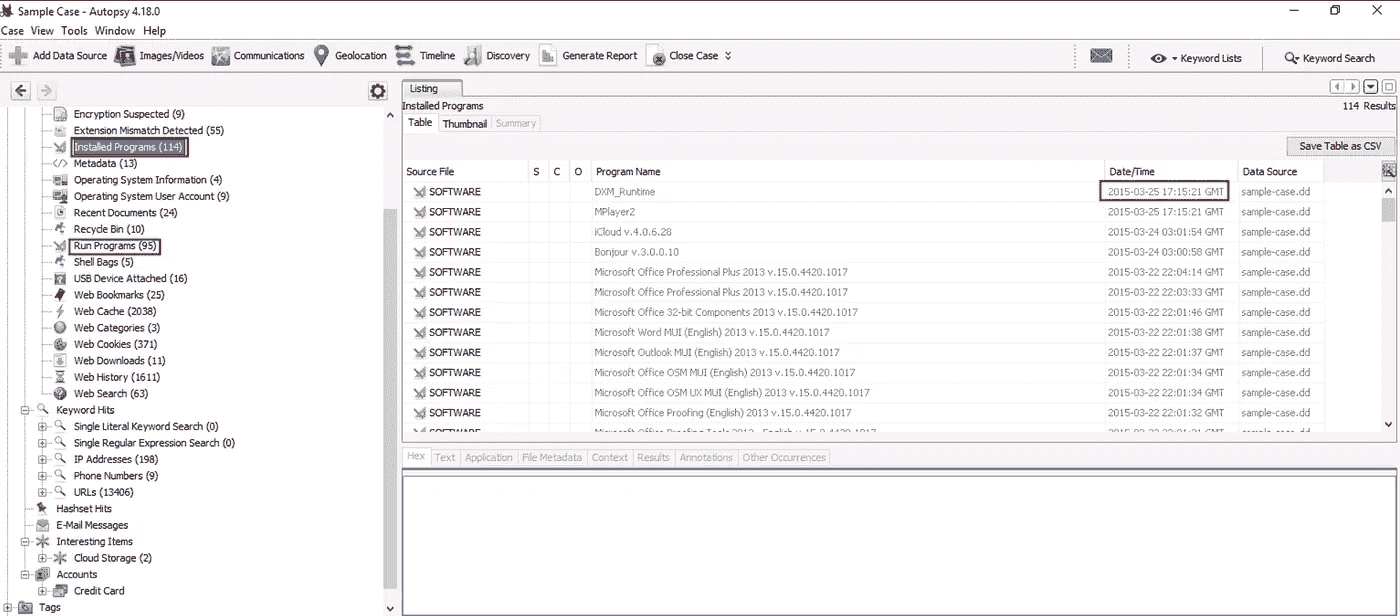 Sample Case - Autopsy 4.18.0
Case View Tools Window Help
Add Data Source Images/Videos Communications Geolocation Timeline Discovery Generate Report Close Case Keyword Lists Keyword Search
Listing
Installed Programs 114 Results
Table Thumbnail Summary
Save Table as CSV
Encryption Suspected (9)
Extension Mismatch Detected (55)
Installed Programs (114)
Metadata (13)
Operating System Information (4)
Operating System User Account (9)
Recent Documents (24)
Recycle Bin (10)
Run Programs (95)
Shell Bags (5)
USB Device Attached (16)
Web Bookmarks (25)
Web Cache (2038)
Web Categories (3)
Web Cookies (371)
Web Downloads (11)
Web History (1611)
Web Search (63)
Keyword Hits
Single Literal Keyword Search (0)
Single Regular Expression Search (0)
IP Addresses (198)
Phone Numbers (9)
URLs (13406)
Hashset Hits
E-Mail Messages
Interesting Items
Cloud Storage (2)
Accounts
Credit Card
Tags
Source File S C O Program Name Date/Time Data Source
SOFTWARE DXM_Runtime 2015-03-25 17:15:21 GMT sample-case.dd
SOFTWARE MPlayer2 2015-03-25 17:15:21 GMT sample-case.dd
SOFTWARE iCloud v.4.0.6.28 2015-03-24 03:01:54 GMT sample-case.dd
SOFTWARE Bonjour v.3.0.0.10 2015-03-24 03:00:58 GMT sample-case.dd
SOFTWARE Microsoft Office Professional Plus 2013 v.15.0.4420.1017 2015-03-22 22:04:14 GMT sample-case.dd
SOFTWARE Microsoft Office Professional Plus 2013 v.15.0.4420.1017 2015-03-22 22:03:33 GMT sample-case.dd
SOFTWARE Microsoft Office 32-bit Components 2013 v.15.0.4420.1017 2015-03-22 22:01:46 GMT sample-case.dd
SOFTWARE Microsoft Word MUI (English) 2013 v.15.0.4420.1017 2015-03-22 22:01:38 GMT sample-case.dd
SOFTWARE Microsoft Outlook MUI (English) 2013 v.15.0.4420.1017 2015-03-22 22:01:37 GMT sample-case.dd
SOFTWARE Microsoft Office OSM MUI (English) 2013 v.15.0.4420.1017 2015-03-22 22:01:34 GMT sample-case.dd
SOFTWARE Microsoft Office OSM UX MUI (English) 2013 v.15.0.4420.1017 2015-03-22 22:01:34 GMT sample-case.dd
SOFTWARE Microsoft Office Proofing (English) 2013 v.15.0.4420.1017 2015-03-22 22:01:32 GMT sample-case.dd
Hex Text Application File Metadata Context Results Annotations Other Occurrences